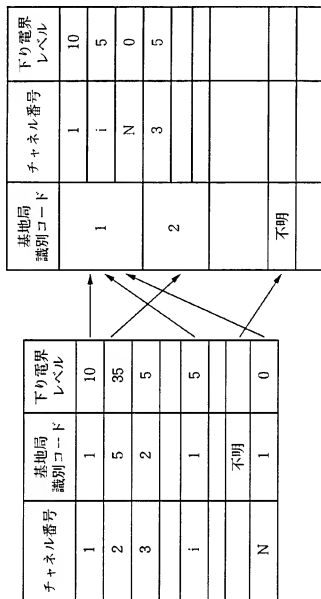 チャネル番号 基地局 識別コード 下り電界 レベル
1 1 10
2 5 35
3 2 5
i 1 5
不明
N 1 0
基地局 識別コード チャネル番号 下り電界 レベル
1 1 10
i 5
N 0
2 3 5
不明